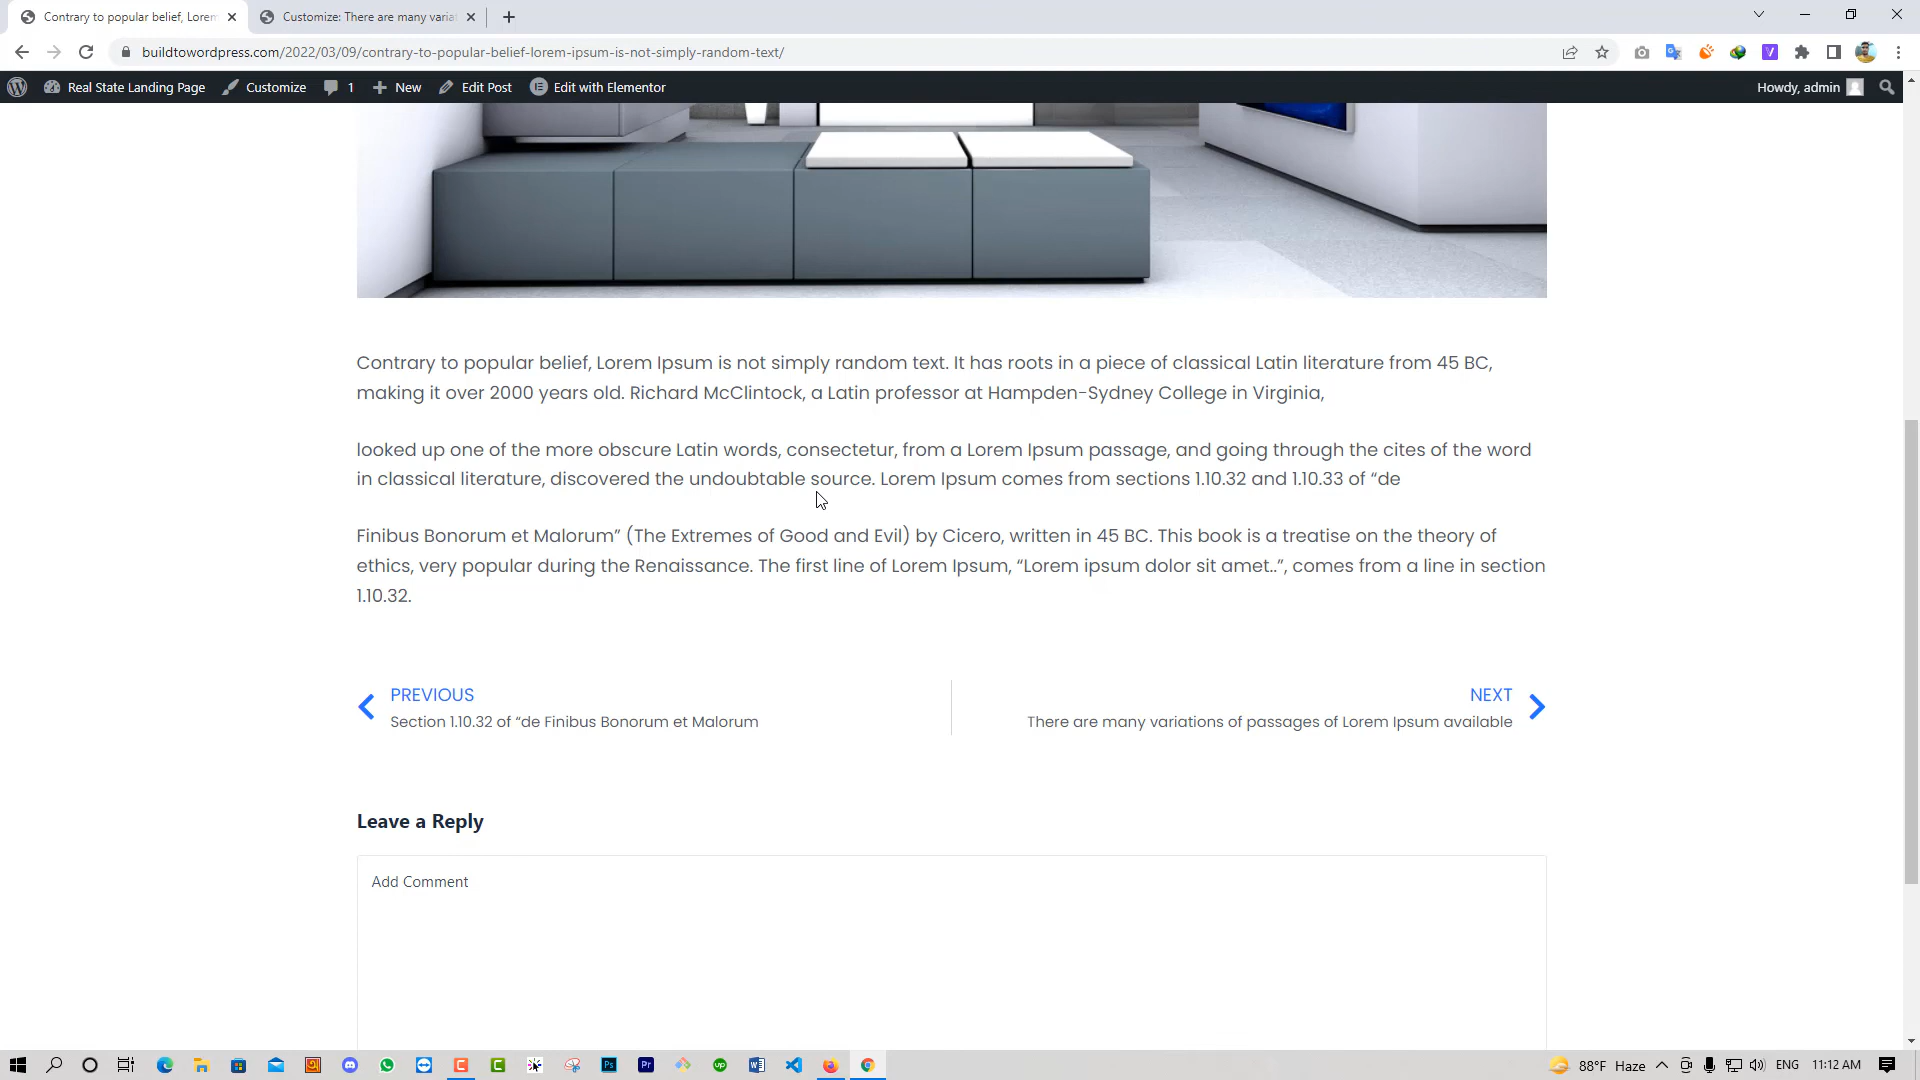 Contrary to popular belief, Lorem
Customize: There are many variat
buildtowordpress.com/2022/03/09/contrary-to-popular-belief-lorem-ipsum-is-not-simply-random-text/
Real State Landing Page
Customize
1
New
Edit Post
Edit with Elementor
Howdy, admin
Contrary to popular belief, Lorem Ipsum is not simply random text. It has roots in a piece of classical Latin literature from 45 BC,
making it over 2000 years old. Richard McClintock, a Latin professor at Hampden-Sydney College in Virginia,
looked up one of the more obscure Latin words, consectetur, from a Lorem Ipsum passage, and going through the cites of the word
in classical literature, discovered the undoubtable source. Lorem Ipsum comes from sections 1.10.32 and 1.10.33 of “de
Finibus Bonorum et Malorum” (The Extremes of Good and Evil) by Cicero, written in 45 BC. This book is a treatise on the theory of
ethics, very popular during the Renaissance. The first line of Lorem Ipsum, “Lorem ipsum dolor sit amet..”, comes from a line in section
1.10.32.
PREVIOUS
Section 1.10.32 of “de Finibus Bonorum et Malorum
NEXT
There are many variations of passages of Lorem Ipsum available
Leave a Reply
Add Comment
88°F Haze
ENG
11:12 AM